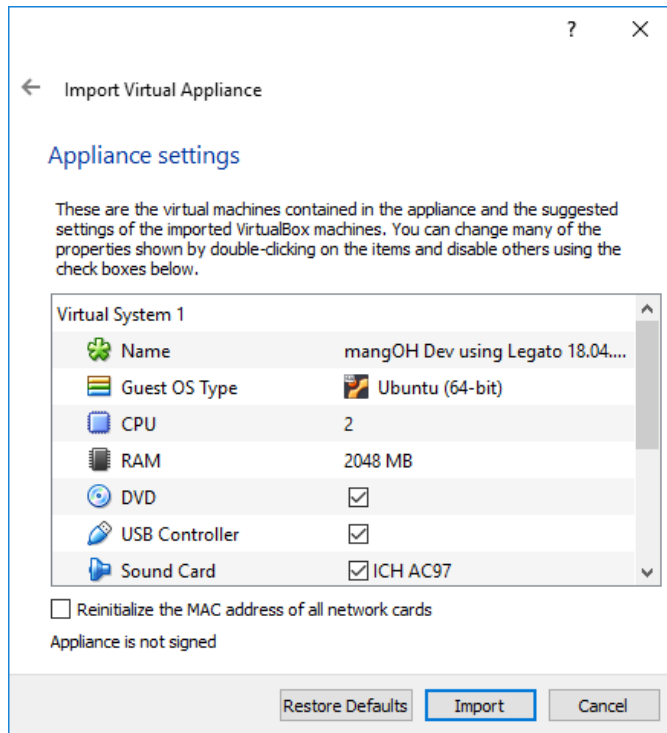 ?
Import Virtual Appliance
Appliance settings
These are the virtual machines contained in the appliance and the suggested
settings of the imported VirtualBox machines. You can change many of the
properties shown by double-clicking on the items and disable others using the
check boxes below.
Virtual System 1
Name mangOH Dev using Legato 18.04....
Guest OS Type Ubuntu (64-bit)
CPU 2
RAM 2048 MB
DVD
USB Controller
Sound Card ICH AC97
Reinitialize the MAC address of all network cards
Appliance is not signed
Restore Defaults Import Cancel